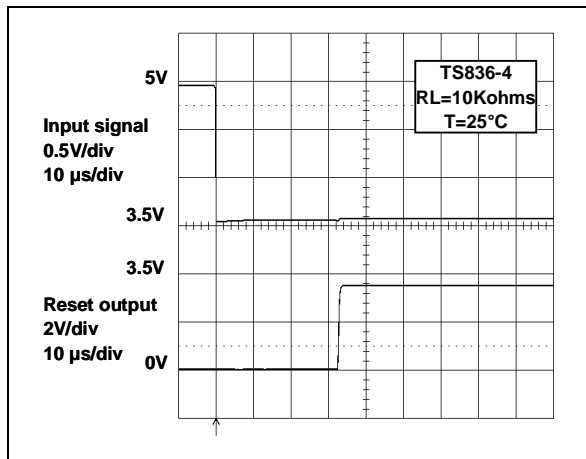 5V
TS836-4
RL=10Kohms
T=25°C
Input signal
0.5V/div
10 µs/div
3.5V
3.5V
Reset output
2V/div
10 µs/div
0V